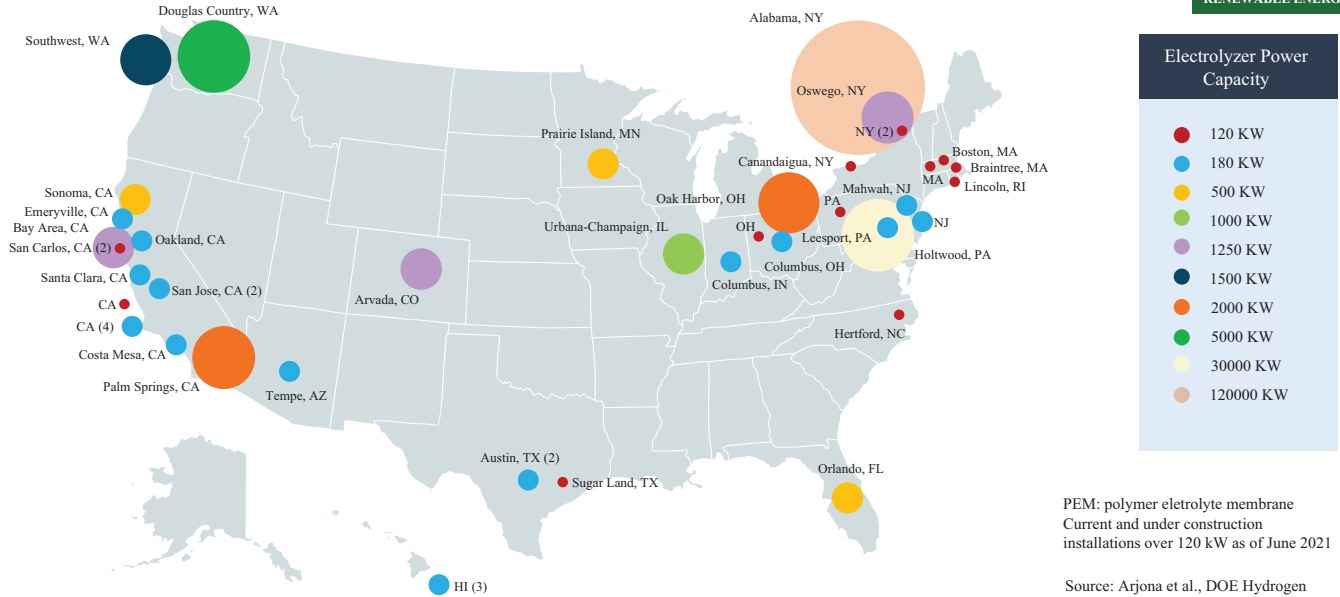 RENEWABLE ENERG
Electrolyzer Power
Capacity
120 KW
180 KW
500 KW
1000 KW
1250 KW
1500 KW
2000 KW
5000 KW
30000 KW
120000 KW
Douglas Country, WA
Southwest, WA
Alabama, NY
Oswego, NY
NY (2)
Prairie Island, MN
Canandaigua, NY
Boston, MA
Braintree, MA
MA
Lincoln, RI
Sonoma, CA
Emeryville, CA
Bay Area, CA
San Carlos, CA (2)
Oakland, CA
Santa Clara, CA
San Jose, CA (2)
CA
CA (4)
Costa Mesa, CA
Palm Springs, CA
Tempe, AZ
Arvada, CO
Urbana-Champaign, IL
Oak Harbor, OH
OH
Columbus, OH
Columbus, IN
PA
Mahwah, NJ
NJ
Leesport, PA
Holtwood, PA
Hertford, NC
Austin, TX (2)
Sugar Land, TX
Orlando, FL
HI (3)
PEM: polymer eletrolyte membrane
Current and under construction
installations over 120 kW as of June 2021
Source: Arjona et al., DOE Hydrogen